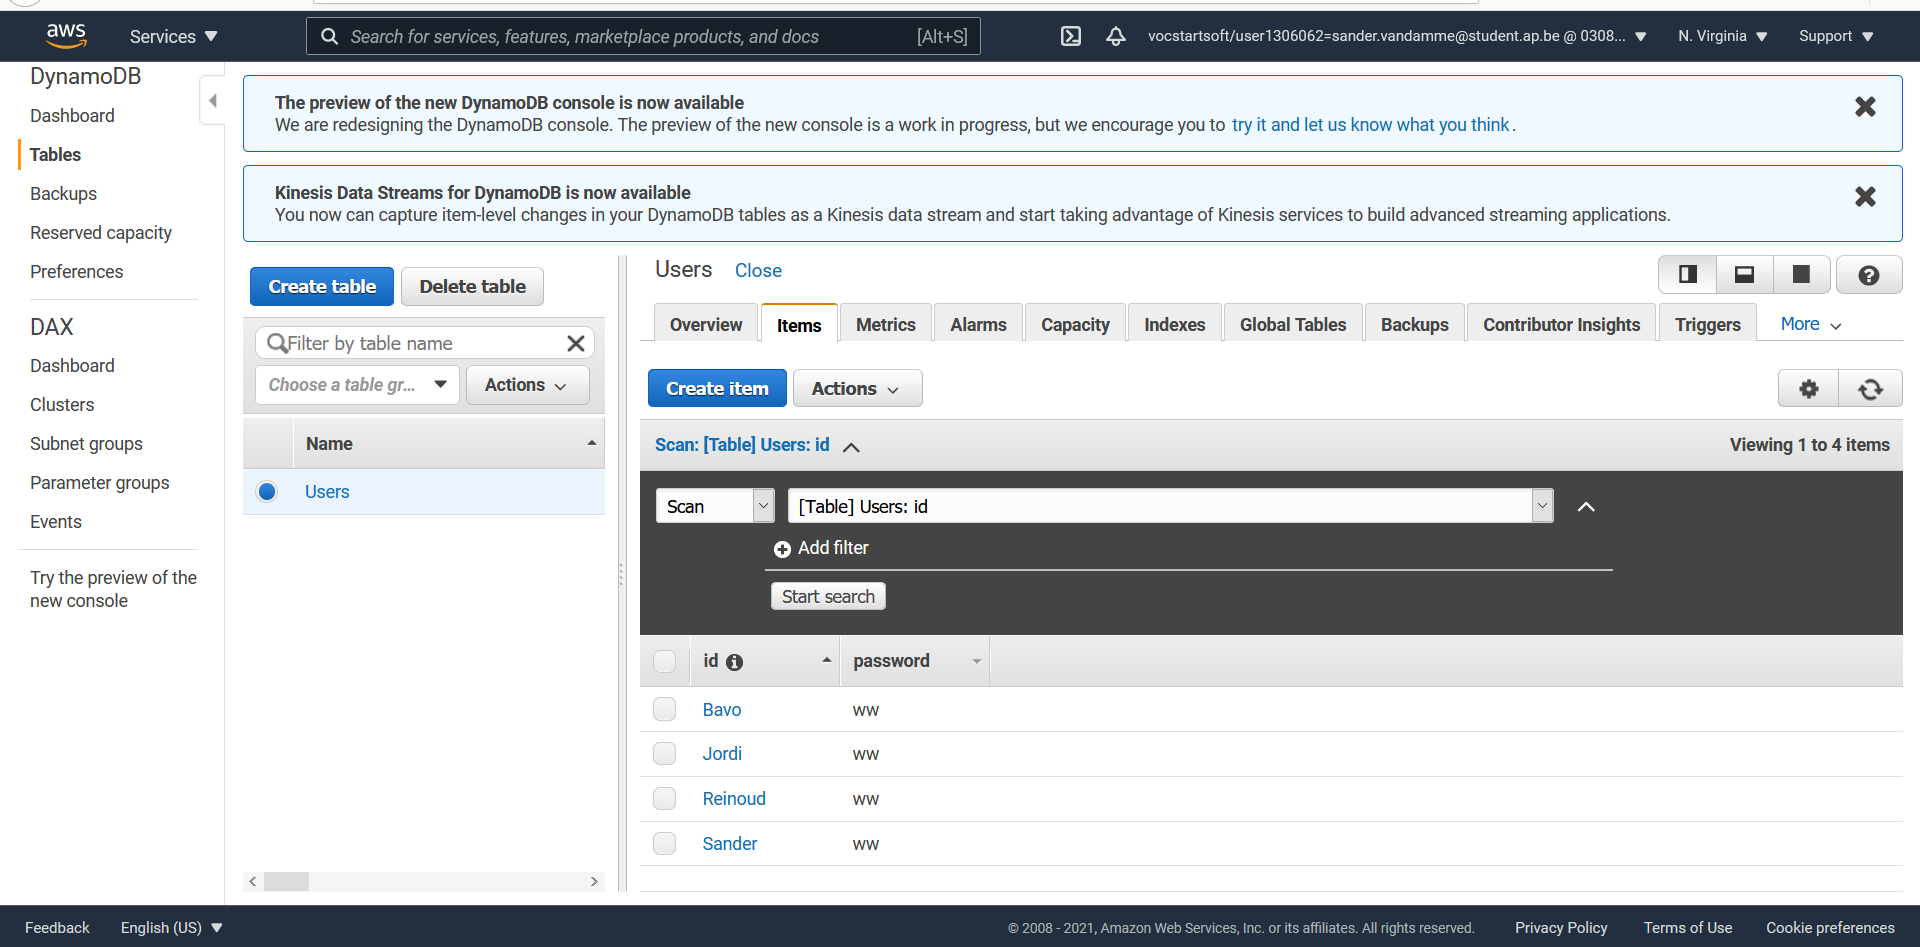 aws
Services
Search for services, features, marketplace products, and docs
[Alt+S]
vocstartsoft/user1306062=sander.vandamme@student.ap.be @ 0308...
N. Virginia
Support
DynamoDB
Dashboard
Tables
Backups
Reserved capacity
Preferences
DAX
Dashboard
Clusters
Subnet groups
Parameter groups
Events
Try the preview of the
new console
The preview of the new DynamoDB console is now available
We are redesigning the DynamoDB console. The preview of the new console is a work in progress, but we encourage you to try it and let us know what you think.
Kinesis Data Streams for DynamoDB is now available
You now can capture item-level changes in your DynamoDB tables as a Kinesis data stream and start taking advantage of Kinesis services to build advanced streaming applications.
Create table
Delete table
Filter by table name
Choose a table gr...
Actions
Name
Users
Users
Close
Overview
Items
Metrics
Alarms
Capacity
Indexes
Global Tables
Backups
Contributor Insights
Triggers
More
Create item
Actions
Scan: [Table] Users: id
Viewing 1 to 4 items
Scan
[Table] Users: id
Add filter
Start search
id
password
Bavo ww
Jordi ww
Reinoud ww
Sander ww
Feedback
English (US)
© 2008 - 2021, Amazon Web Services, Inc. or its affiliates. All rights reserved.
Privacy Policy
Terms of Use
Cookie preferences